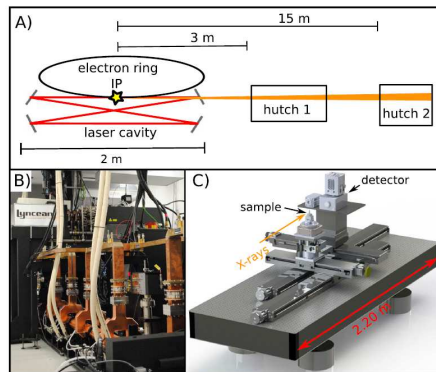 A)
15 m
3 m
electron ring
IP
hutch 1
hutch 2
laser cavity
2 m
B)
Lyncean
C)
detector
sample
X-rays
2.20 m